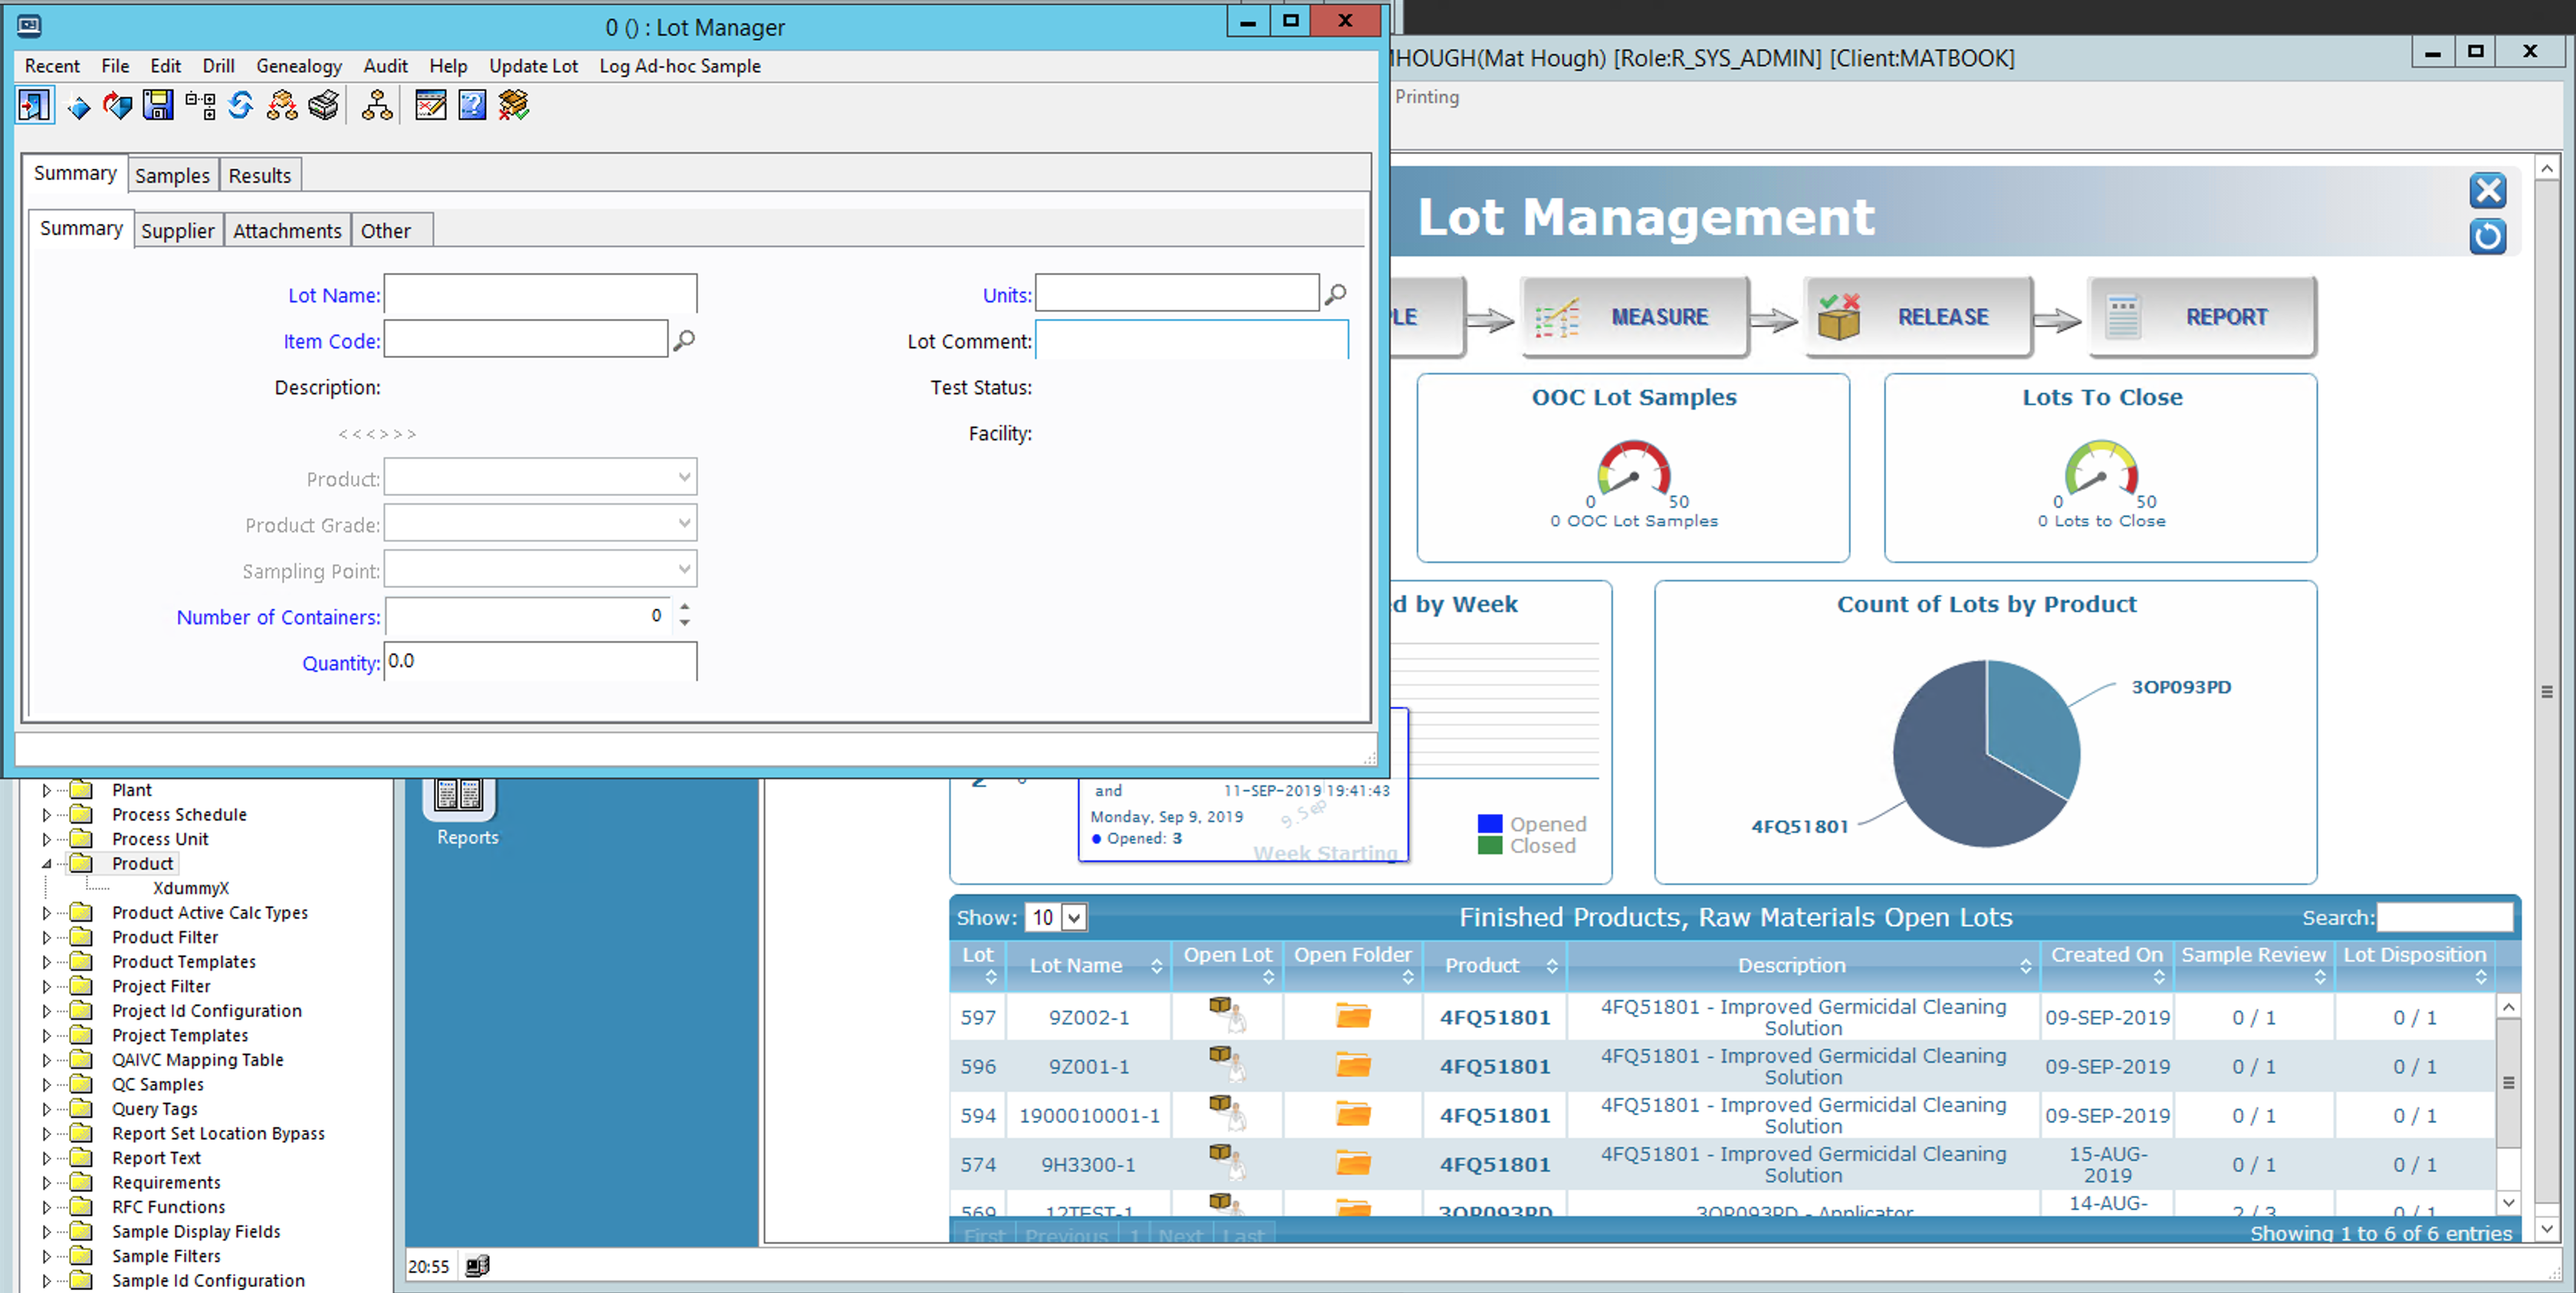 0 () : Lot Manager
Recent File Edit Drill Genealogy Audit Help Update Lot Log Ad-hoc Sample
Summary Samples Results
Summary Supplier Attachments Other
Lot Name:
Item Code:
Description:
<<<>>>
Product:
Product Grade:
Sampling Point:
Number of Containers: 0
Quantity: 0.0
Units:
Lot Comment:
Test Status:
Facility:
HOUGH(Mat Hough) [Role:R_SYS_ADMIN] [Client:MATBOOK]
Printing
Lot Management
PLE MEASURE RELEASE REPORT
OOC Lot Samples
0 50
0 OOC Lot Samples
Lots To Close
0 50
0 Lots to Close
d by Week
and 11-SEP-2019 19:41:43
Monday, Sep 9, 2019
Opened: 3
9. Sep
Week Starting
Opened
Closed
Count of Lots by Product
3OP093PD
4FQ51801
Plant
Process Schedule
Process Unit
Product
XdummyX
Product Active Calc Types
Product Filter
Product Templates
Project Filter
Project Id Configuration
Project Templates
QAIVC Mapping Table
QC Samples
Query Tags
Report Set Location Bypass
Report Text
Requirements
RFC Functions
Sample Display Fields
Sample Filters
Sample Id Configuration
Reports
Show: 10 Finished Products, Raw Materials Open Lots Search:
Lot Lot Name Open Lot Open Folder Product Description Created On Sample Review Lot Disposition
597 9Z002-1 4FQ51801 4FQ51801 - Improved Germicidal Cleaning Solution 09-SEP-2019 0 / 1 0 / 1
596 9Z001-1 4FQ51801 4FQ51801 - Improved Germicidal Cleaning Solution 09-SEP-2019 0 / 1 0 / 1
594 1900010001-1 4FQ51801 4FQ51801 - Improved Germicidal Cleaning Solution 09-SEP-2019 0 / 1 0 / 1
574 9H3300-1 4FQ51801 4FQ51801 - Improved Germicidal Cleaning Solution 15-AUG-2019 0 / 1 0 / 1
569 12TEST-1 3OP093PD 3OP093PD - Applicator 14-AUG- 2 / 3 0 / 1
First Previous 1 Next Last
Showing 1 to 6 of 6 entries
20:55